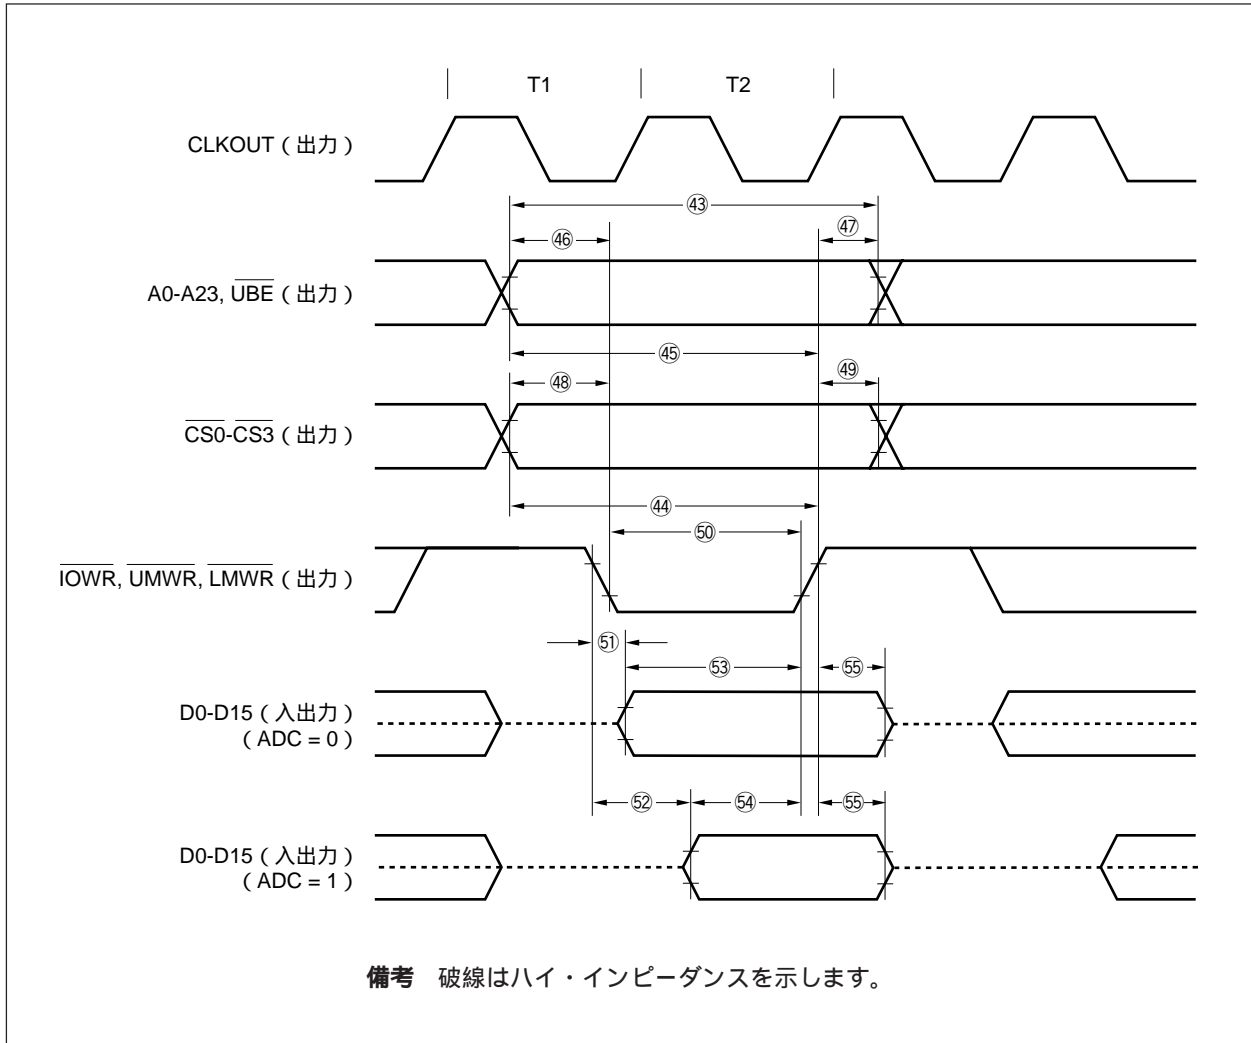 T1 T2
CLKOUT（出力）
㊸
㊻ ㊼
A0-A23, UBE（出力）
㊺
㊽ ㊾
CS0-CS3（出力）
㊹
㊿
IOWR, UMWR, LMWR（出力）
51
53 55
D0-D15（入出力）
（ADC = 0）
52 54 55
D0-D15（入出力）
（ADC = 1）
備考　破線はハイ・インピーダンスを示します。